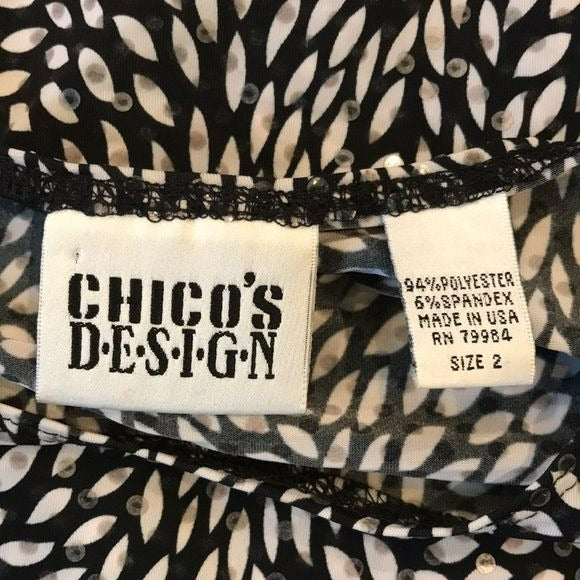 CHICO'S
D·E·S·I·G·N
94%POLYESTER
6%SPANDEX
MADE IN USA
RN 79984
SIZE 2